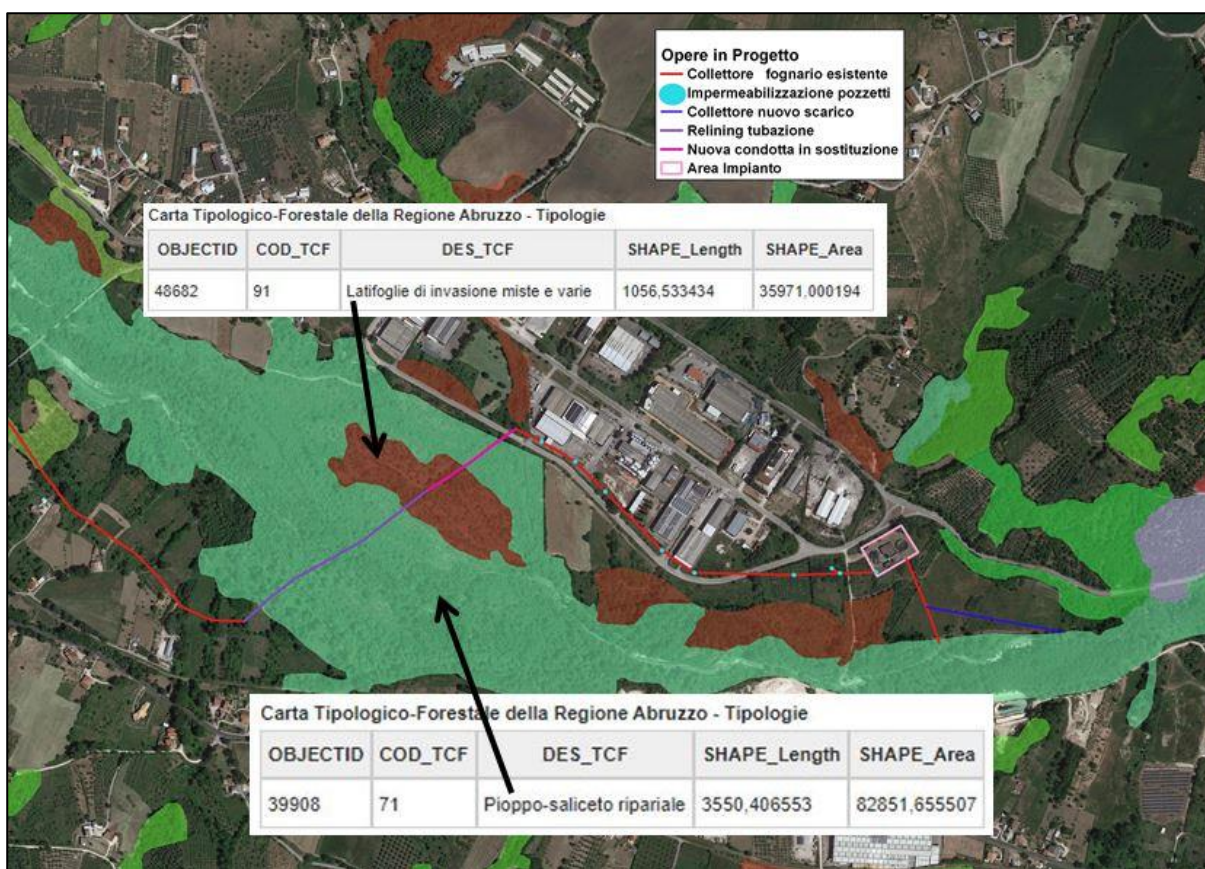 Opere in Progetto
Collettore fognario esistente
Impermeabilizzazione pozzetti
Collettore nuovo scarico
Relining tubazione
Nuova condotta in sostituzione
Area Impianto
Carta Tipologico-Forestale della Regione Abruzzo - Tipologie
OBJECTID COD_TCF DES_TCF SHAPE_Length SHAPE_Area
48682 91 Latifoglie di invasione miste e varie 1056,533434 35971,000194
Carta Tipologico-Forestale della Regione Abruzzo - Tipologie
OBJECTID COD_TCF DES_TCF SHAPE_Length SHAPE_Area
39908 71 Pioppo-saliceto ripariale 3550,406553 82851,655507